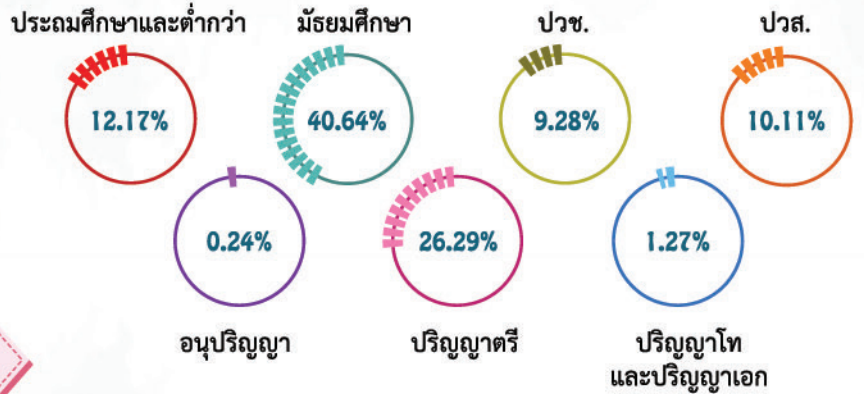 ประถมศึกษาและต่ำกว่า
มัธยมศึกษา
ปวช.
ปวส.
12.17%
40.64%
9.28%
10.11%
0.24%
26.29%
1.27%
อนุปริญญา
ปริญญาตรี
ปริญญาโท
และปริญญาเอก